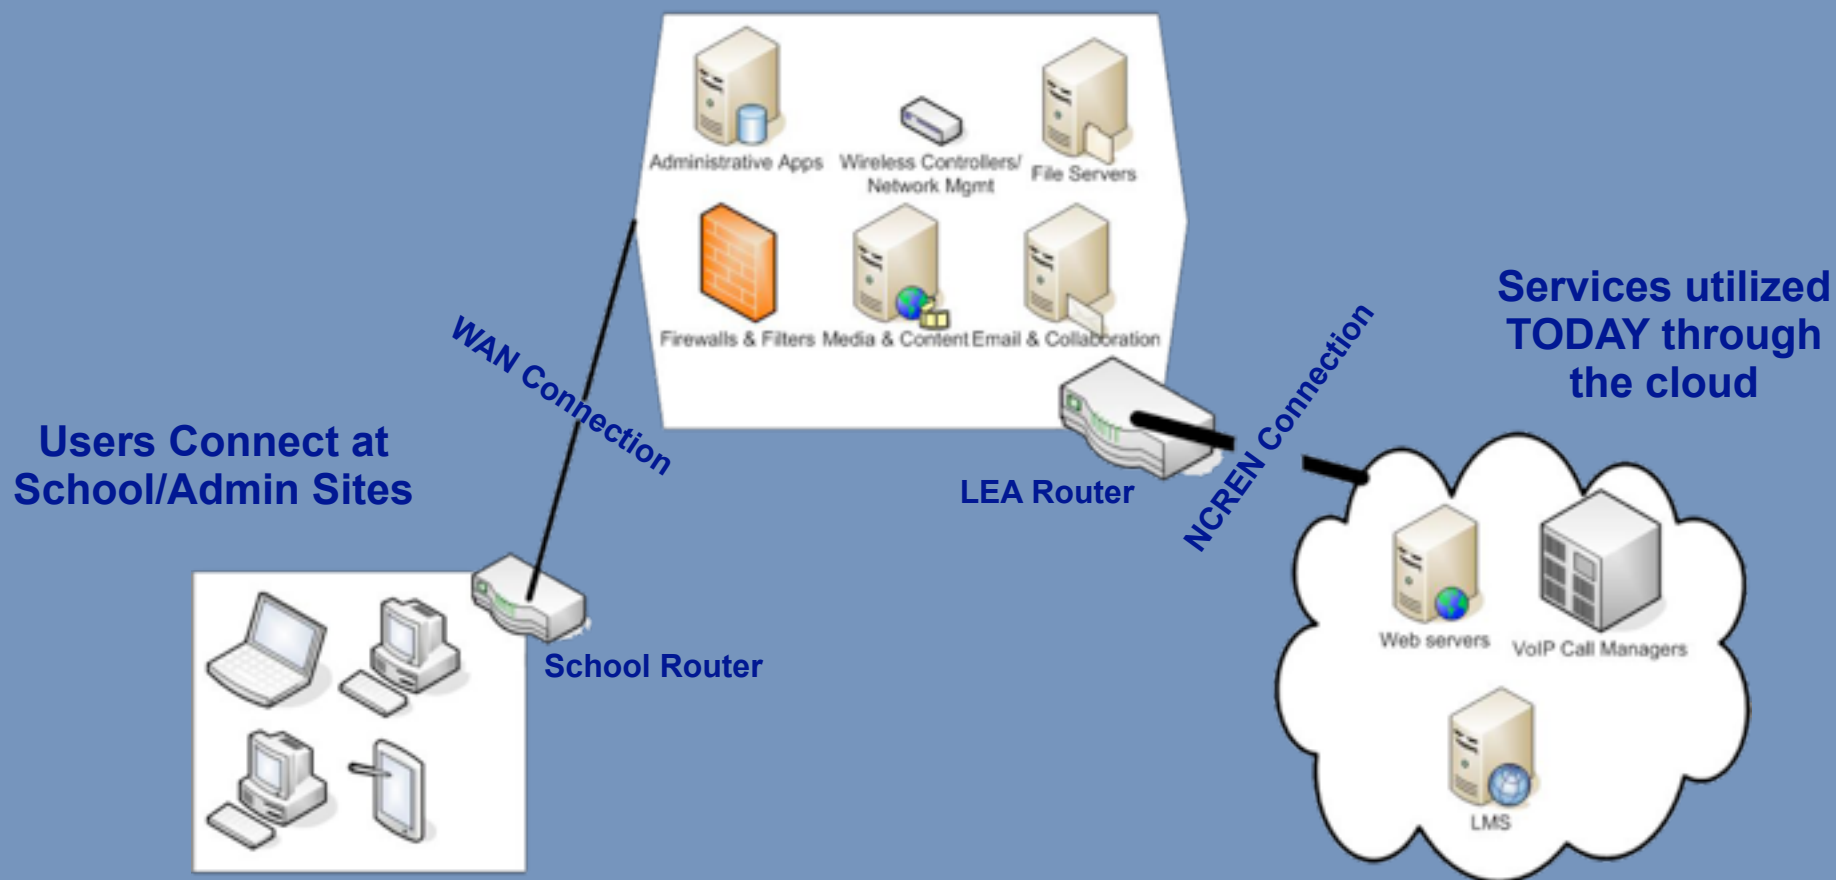 Administrative Apps
Wireless Controllers/
Network Mgmt
File Servers
Firewalls & Filters
Media & Content
Email & Collaboration
WAN Connection
NCREN Connection
Services utilized
TODAY through
the cloud
Users Connect at
School/Admin Sites
LEA Router
School Router
Web servers
VoIP Call Managers
LMS